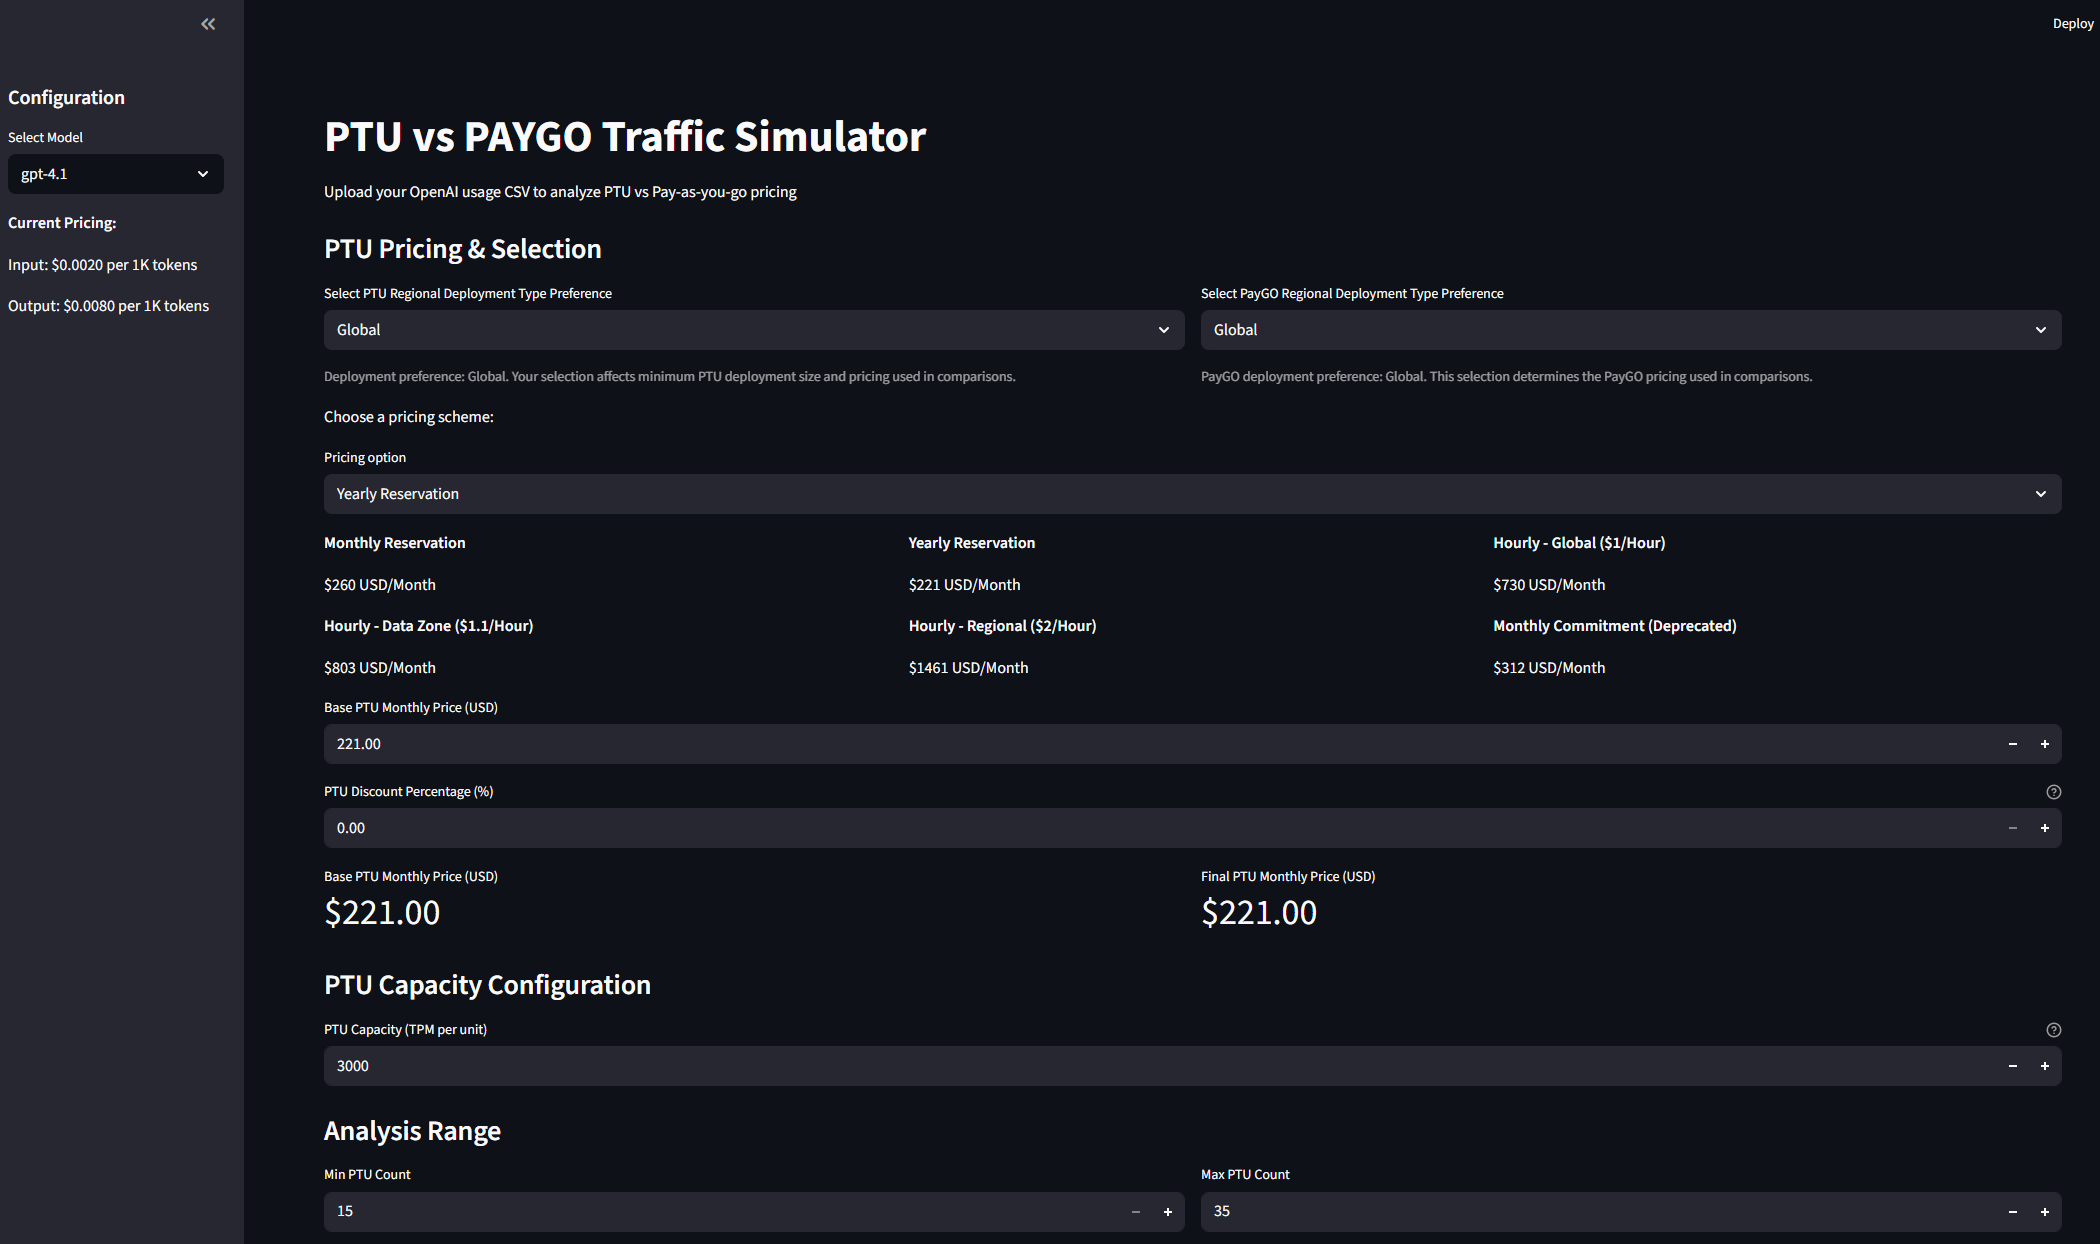 Deploy
Configuration
Select Model
gpt-4.1
Current Pricing:
Input: $0.0020 per 1K tokens
Output: $0.0080 per 1K tokens
PTU vs PAYGO Traffic Simulator
Upload your OpenAI usage CSV to analyze PTU vs Pay-as-you-go pricing
PTU Pricing & Selection
Select PTU Regional Deployment Type Preference
Global
Deployment preference: Global. Your selection affects minimum PTU deployment size and pricing used in comparisons.
Select PayGO Regional Deployment Type Preference
Global
PayGO deployment preference: Global. This selection determines the PayGO pricing used in comparisons.
Choose a pricing scheme:
Pricing option
Yearly Reservation
Monthly Reservation
$260 USD/Month
Yearly Reservation
$221 USD/Month
Hourly - Global ($1/Hour)
$730 USD/Month
Hourly - Data Zone ($1.1/Hour)
$803 USD/Month
Hourly - Regional ($2/Hour)
$1461 USD/Month
Monthly Commitment (Deprecated)
$312 USD/Month
Base PTU Monthly Price (USD)
221.00
PTU Discount Percentage (%)
0.00
Base PTU Monthly Price (USD)
$221.00
Final PTU Monthly Price (USD)
$221.00
PTU Capacity Configuration
PTU Capacity (TPM per unit)
3000
Analysis Range
Min PTU Count
15
Max PTU Count
35